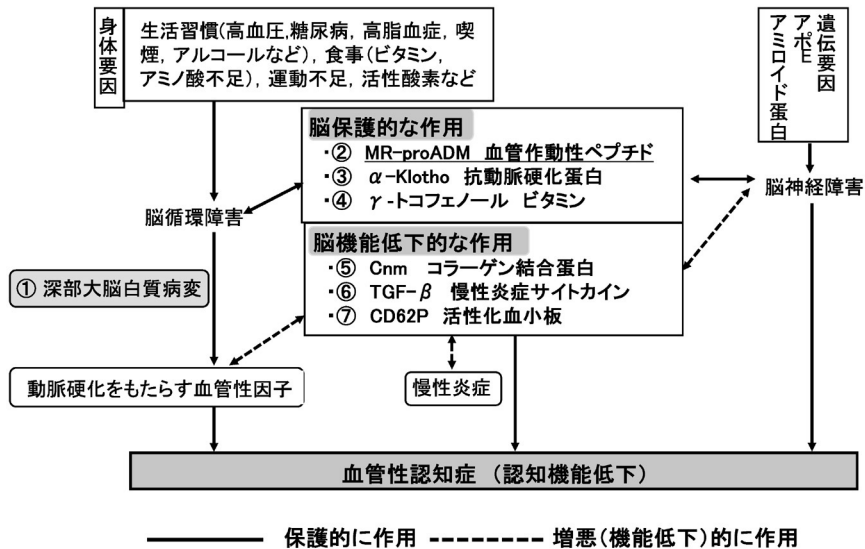 身体要因
生活習慣(高血圧,糖尿病, 高脂血症, 喫
煙, アルコールなど), 食事(ビタミン,
アミノ酸不足), 運動不足, 活性酸素など
遺伝要因
アポE
アミロイド蛋白
脳保護的な作用
・② MR-proADM 血管作動性ペプチド
・③ α-Klotho 抗動脈硬化蛋白
・④ γ-トコフェノール ビタミン
脳循環障害
脳神経障害
脳機能低下的な作用
・⑤ Cnm コラーゲン結合蛋白
・⑥ TGF-β 慢性炎症サイトカイン
・⑦ CD62P 活性化血小板
① 深部大脳白質病変
動脈硬化をもたらす血管性因子
慢性炎症
血管性認知症 (認知機能低下)
保護的に作用
増悪(機能低下)的に作用